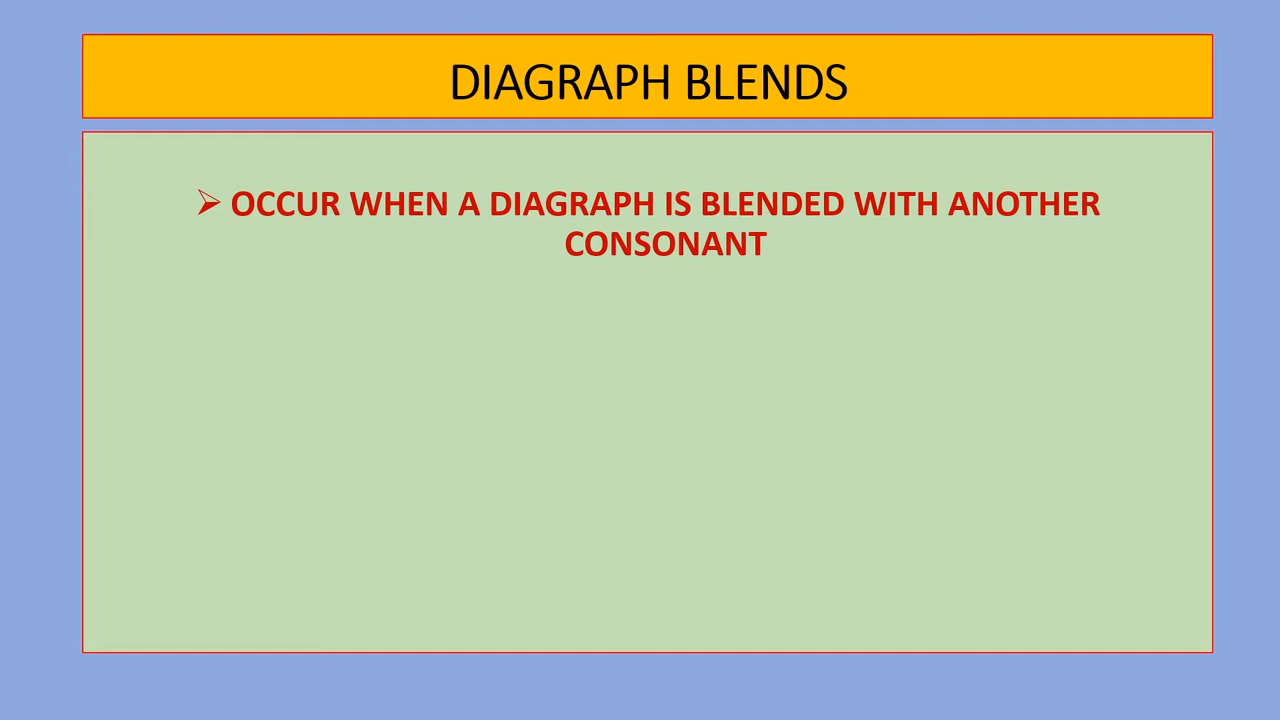 DIAGRAPH BLENDS
➢ OCCUR WHEN A DIAGRAPH IS BLENDED WITH ANOTHER
CONSONANT